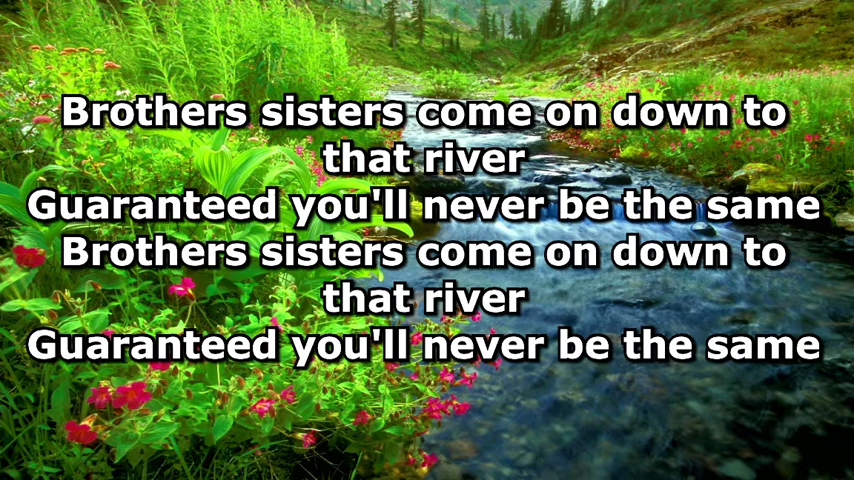 Brothers sisters come on down to
that river
Guaranteed you'll never be the same
Brothers sisters come on down to
that river
Guaranteed you'll never be the same